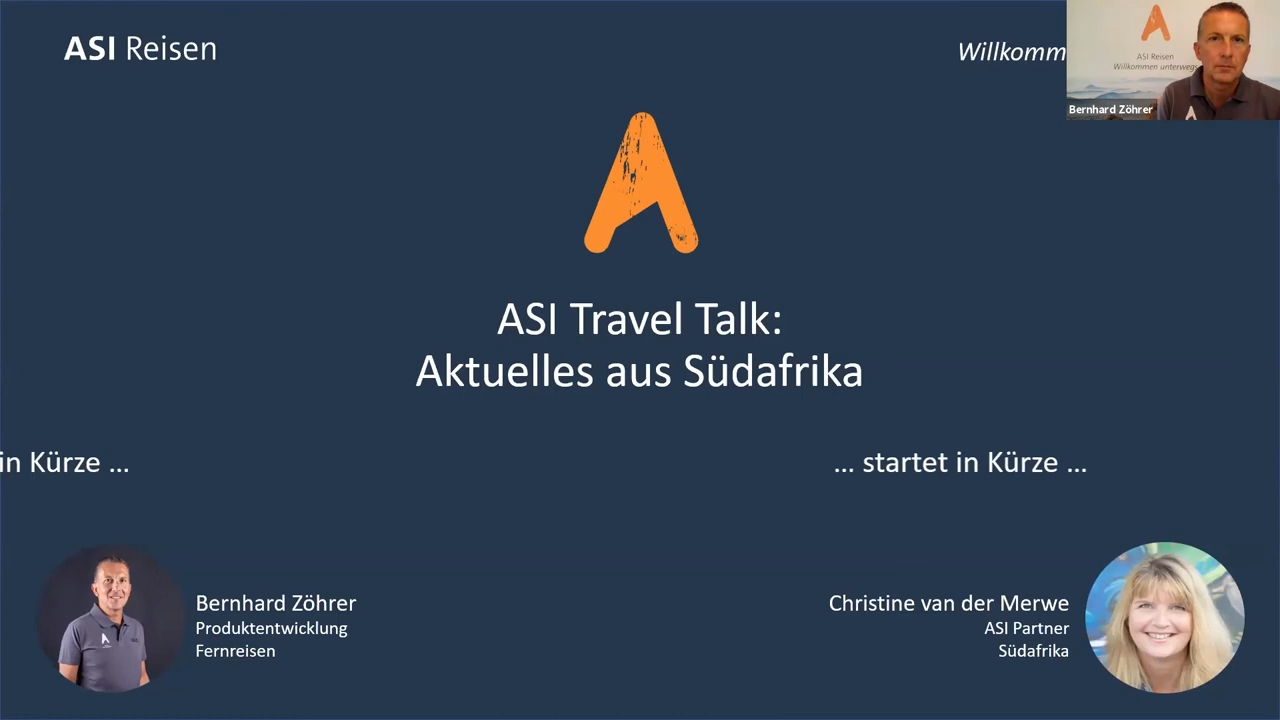 ASI Reisen
Willkomm
ASI Reisen
Willkommen unterwegs
Bernhard Zöhrer
ASI Travel Talk:
Aktuelles aus Südafrika
in Kürze ...
... startet in Kürze ...
Bernhard Zöhrer
Produktentwicklung
Fernreisen
Christine van der Merwe
ASI Partner
Südafrika